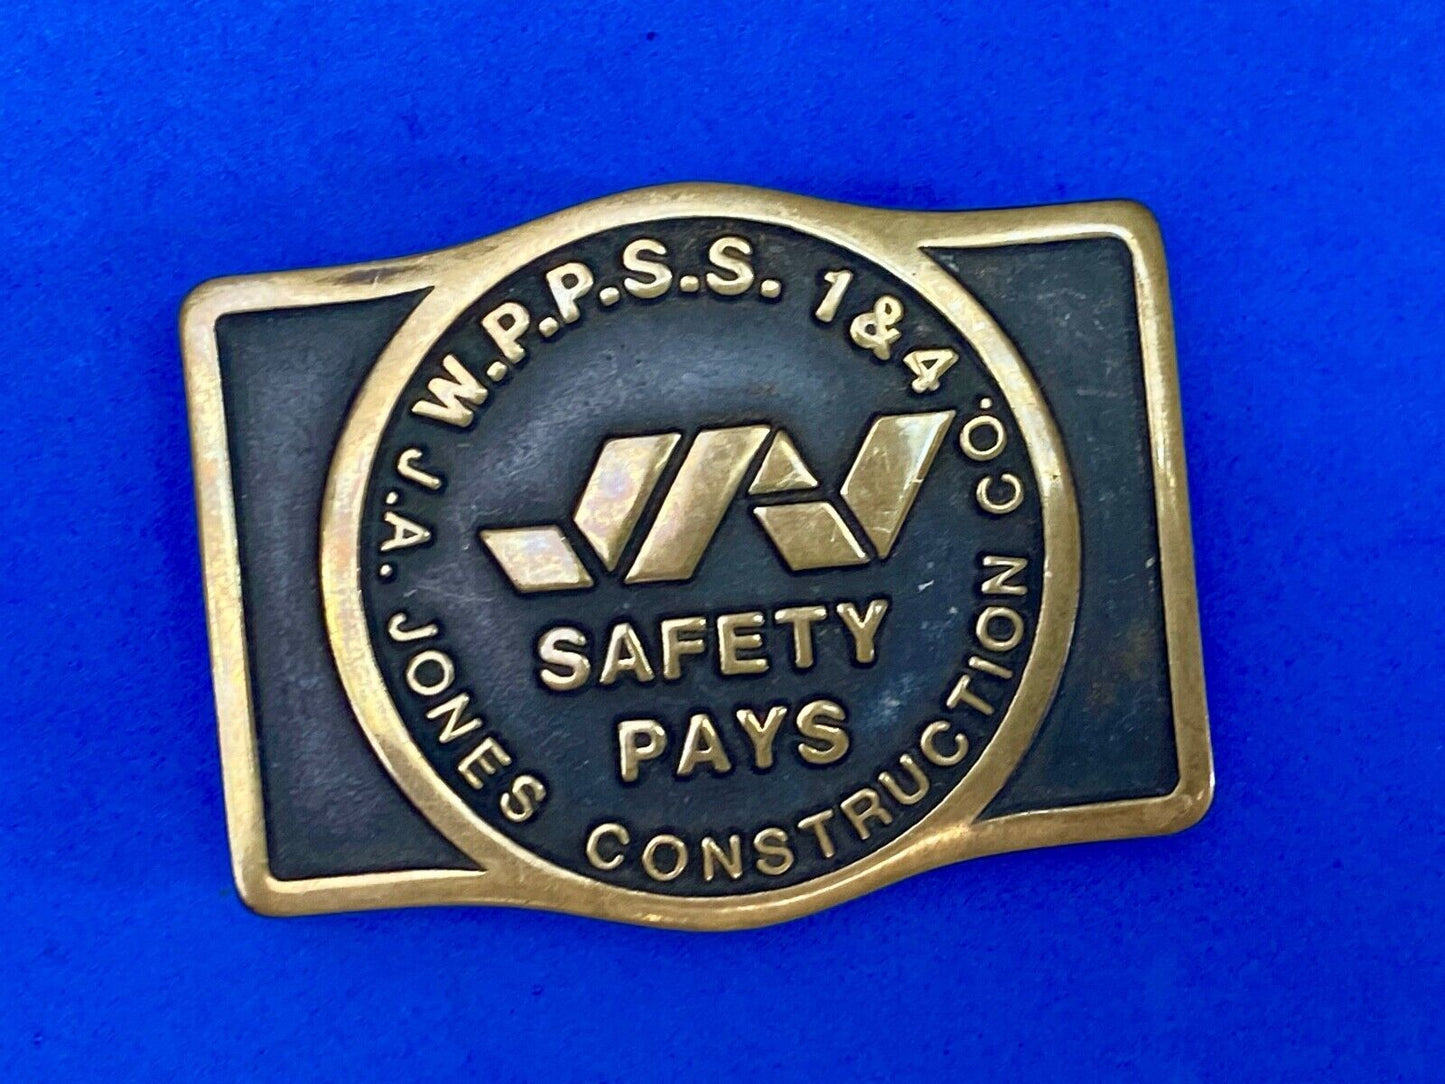 W.P.P.S.S. 1 & 4
SAFETY
PAYS
J.A. JONES CONSTRUCTION CO.